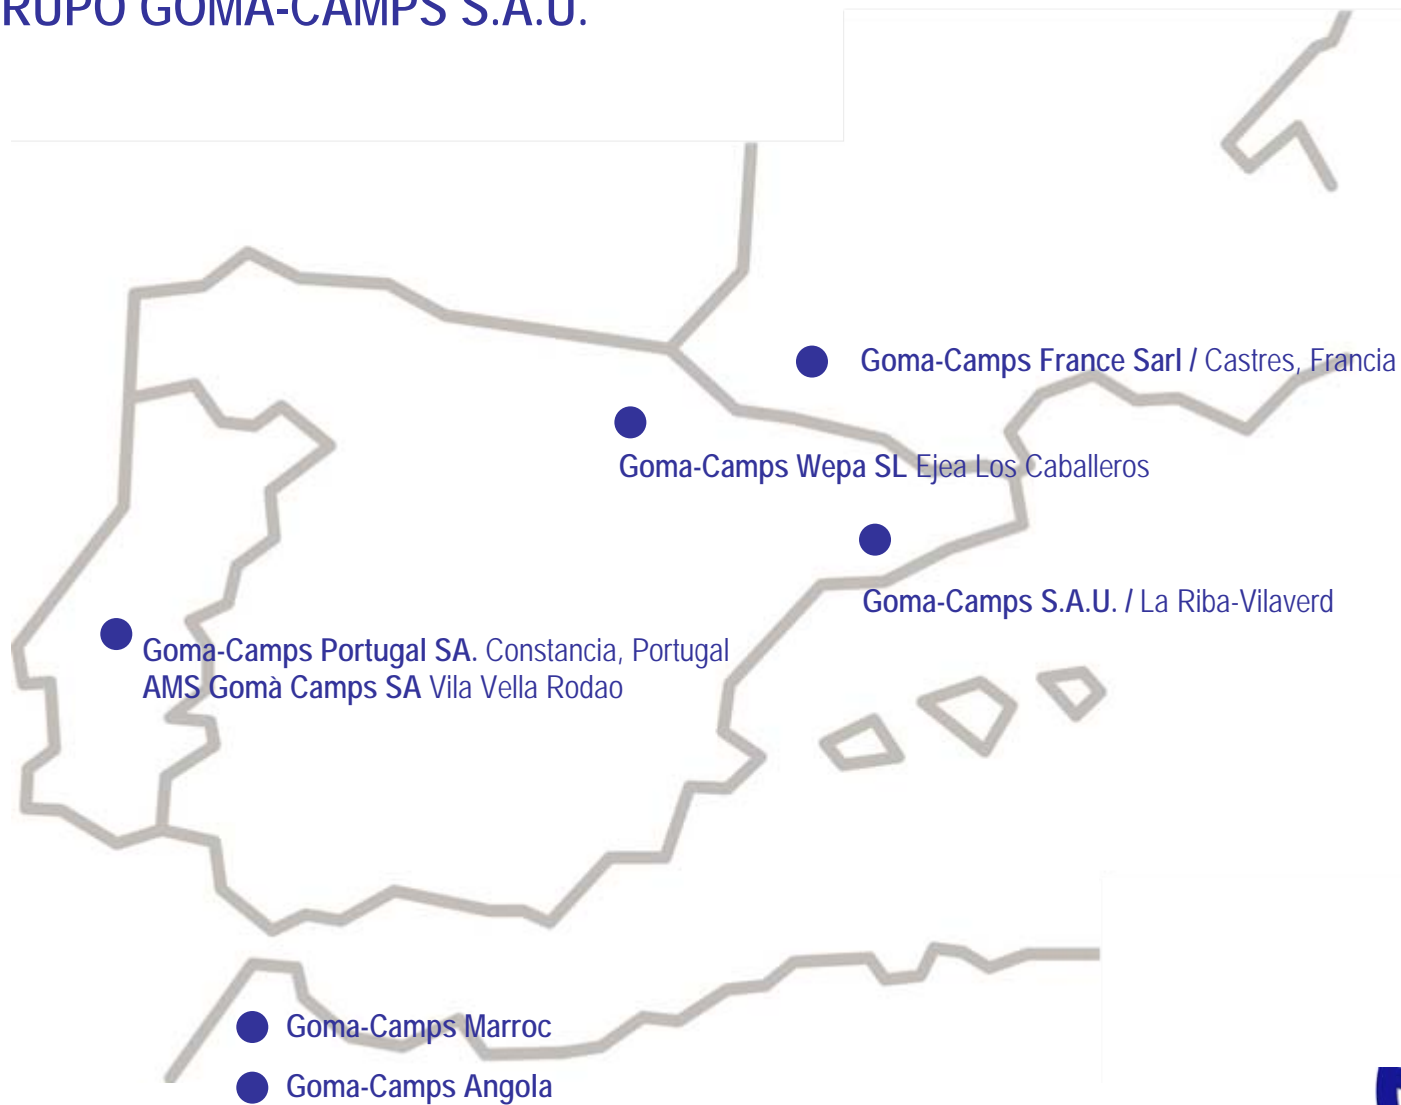 RUPO GOMA-CAMPS S.A.U.
Goma-Camps France Sarl / Castres, Francia
Goma-Camps Wepa SL Ejea Los Caballeros
Goma-Camps S.A.U. / La Riba-Vilaverd
Goma-Camps Portugal SA. Constancia, Portugal
AMS Gomà Camps SA Vila Vella Rodao
Goma-Camps Marroc
Goma-Camps Angola